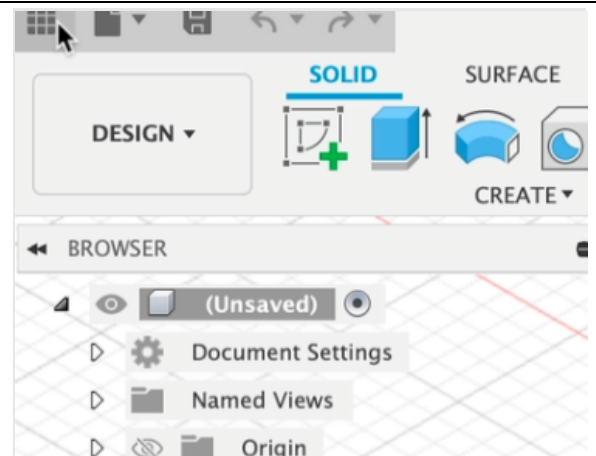 SOLID SURFACE
DESIGN
CREATE
BROWSER
(Unsaved)
Document Settings
Named Views
Origin